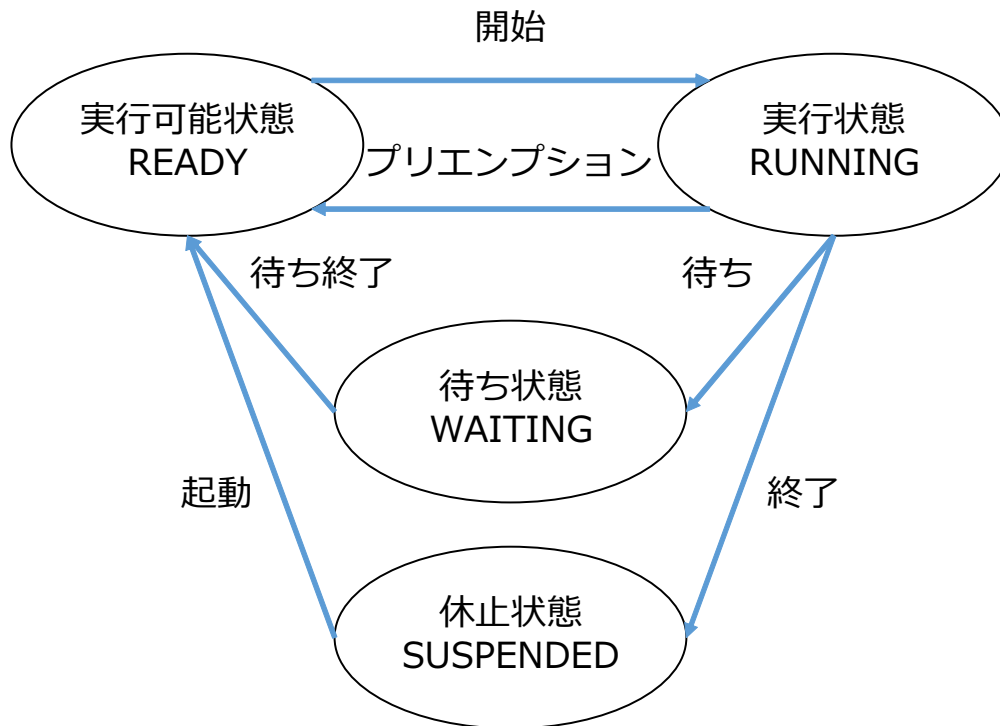 開始
実行可能状態
READY
実行状態
RUNNING
プリエンプション
待ち終了
待ち
待ち状態
WAITING
起動
終了
休止状態
SUSPENDED